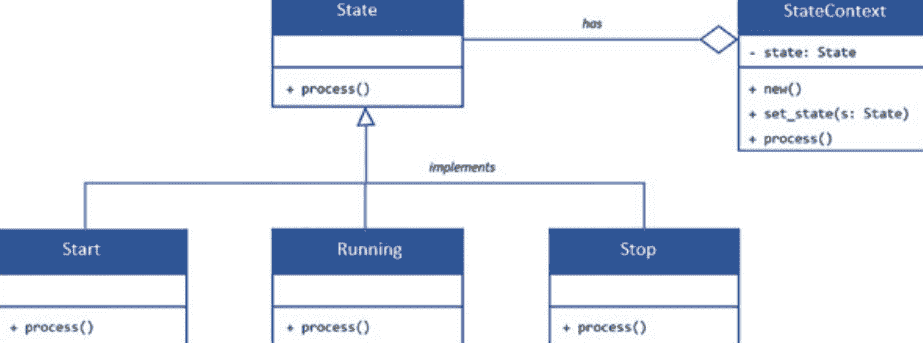 State
has
StateContext
- state: State
+ process()
+ new()
+ set_state(s: State)
+ process()
implements
Start
Running
Stop
+ process()
+ process()
+ process()